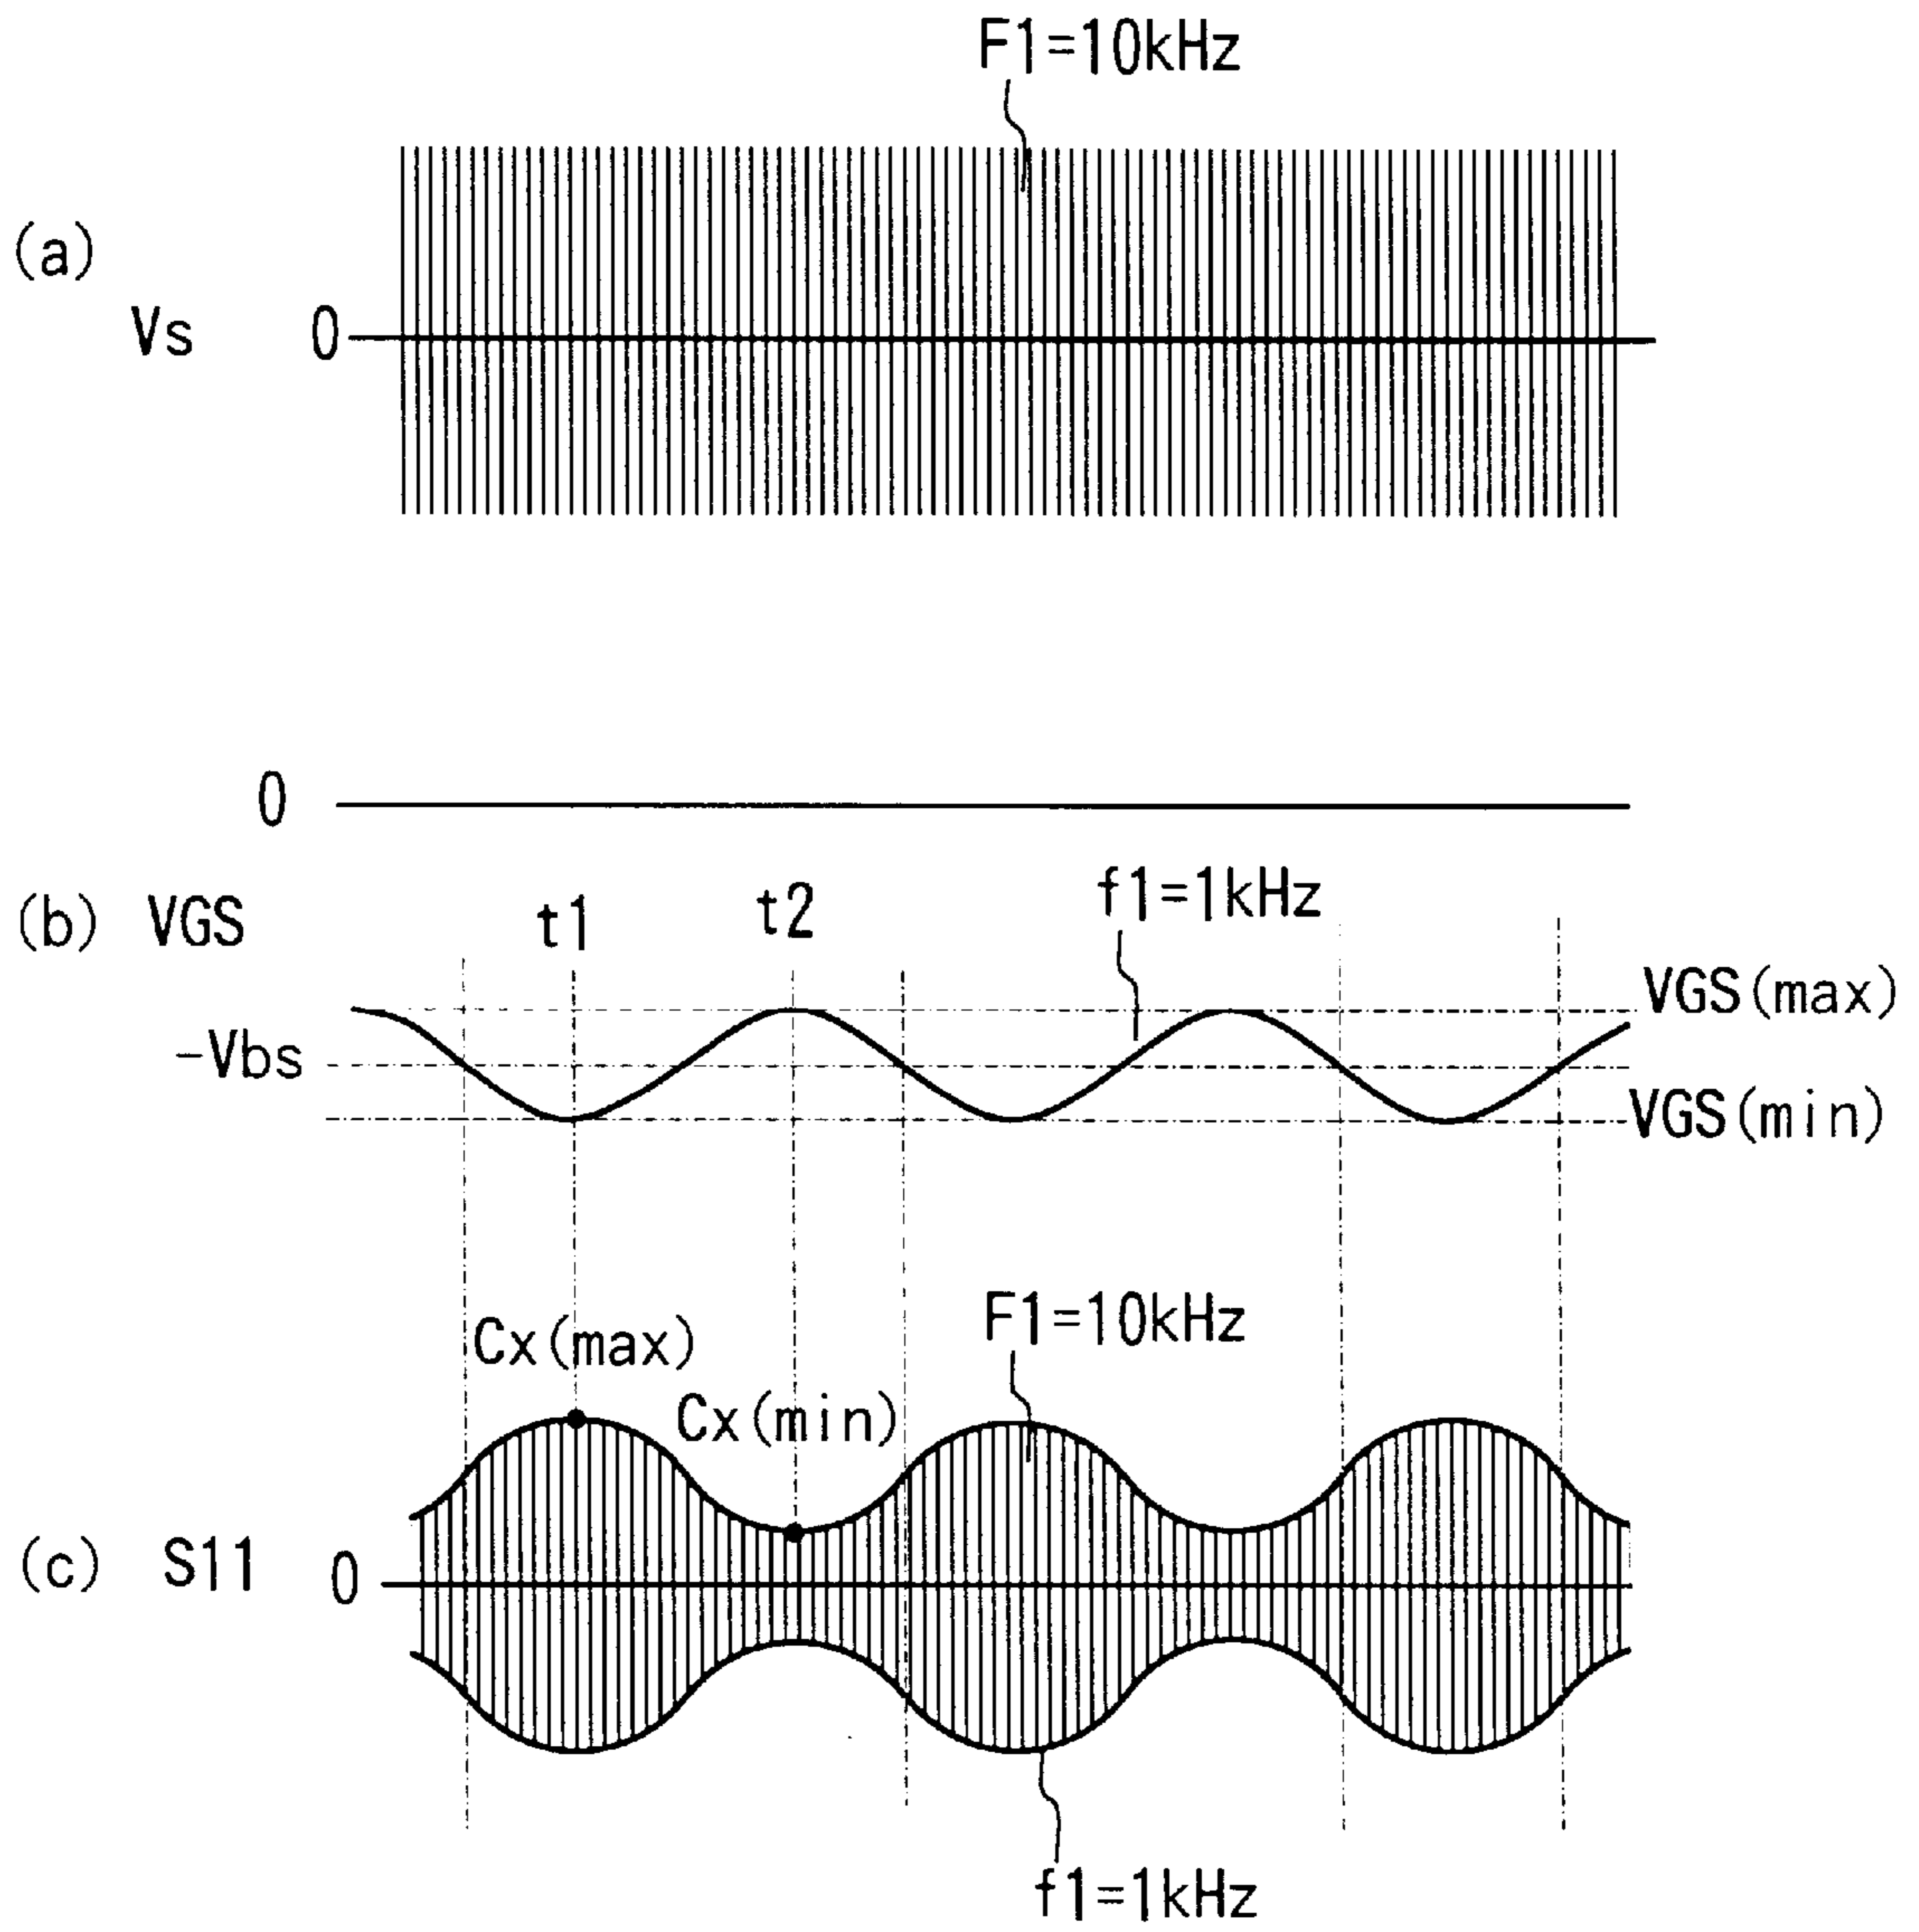 F1=10kHz
(a)
Vs 0
0
(b) VGS t1 t2 f1=1kHz
VGS(max)
-Vbs
VGS(min)
F1=10kHz
Cx(max)
Cx(min)
(c) S11 0
f1=1kHz